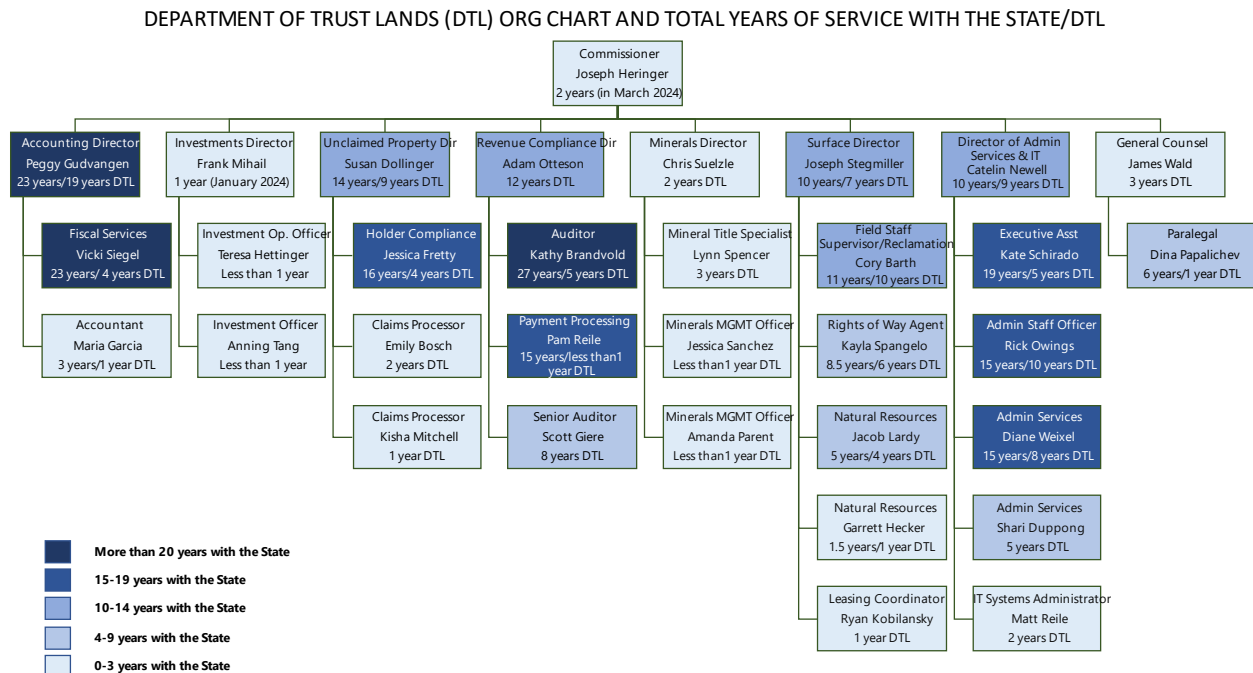 DEPARTMENT OF TRUST LANDS (DTL) ORG CHART AND TOTAL YEARS OF SERVICE WITH THE STATE/DTL
Commissioner
Joseph Heringer
2 years (in March 2024)
Accounting Director
Peggy Gudvangen
23 years/19 years DTL
Investments Director
Frank Mihail
1 year (January 2024)
Unclaimed Property Dir
Susan Dollinger
14 years/9 years DTL
Revenue Compliance Dir
Adam Otteson
12 years DTL
Minerals Director
Chris Suelzle
2 years DTL
Surface Director
Joseph Stegmiller
10 years/7 years DTL
Director of Admin
Services & IT
Catelin Newell
10 years/9 years DTL
General Counsel
James Wald
3 years DTL
Fiscal Services
Vicki Siegel
23 years/ 4 years DTL
Investment Op. Officer
Teresa Hettinger
Less than 1 year
Holder Compliance
Jessica Fretty
16 years/4 years DTL
Auditor
Kathy Brandvold
27 years/5 years DTL
Mineral Title Specialist
Lynn Spencer
3 years DTL
Field Staff
Supervisor/Reclamation
Cory Barth
11 years/10 years DTL
Executive Asst
Kate Schirado
19 years/5 years DTL
Paralegal
Dina Papalichev
6 years/1 year DTL
Accountant
Maria Garcia
3 years/1 year DTL
Investment Officer
Anning Tang
Less than 1 year
Claims Processor
Emily Bosch
2 years DTL
Payment Processing
Pam Reile
15 years/less than1
year DTL
Minerals MGMT Officer
Jessica Sanchez
Less than1 year DTL
Rights of Way Agent
Kayla Spangelo
8.5 years/6 years DTL
Admin Staff Officer
Rick Owings
15 years/10 years DTL
Claims Processor
Kisha Mitchell
1 year DTL
Senior Auditor
Scott Giere
8 years DTL
Minerals MGMT Officer
Amanda Parent
Less than1 year DTL
Natural Resources
Jacob Lardy
5 years/4 years DTL
Admin Services
Diane Weixel
15 years/8 years DTL
Natural Resources
Garrett Hecker
1.5 years/1 year DTL
Admin Services
Shari Duppong
5 years DTL
Leasing Coordinator
Ryan Kobilansky
1 year DTL
IT Systems Administrator
Matt Reile
2 years DTL
More than 20 years with the State
15-19 years with the State
10-14 years with the State
4-9 years with the State
0-3 years with the State